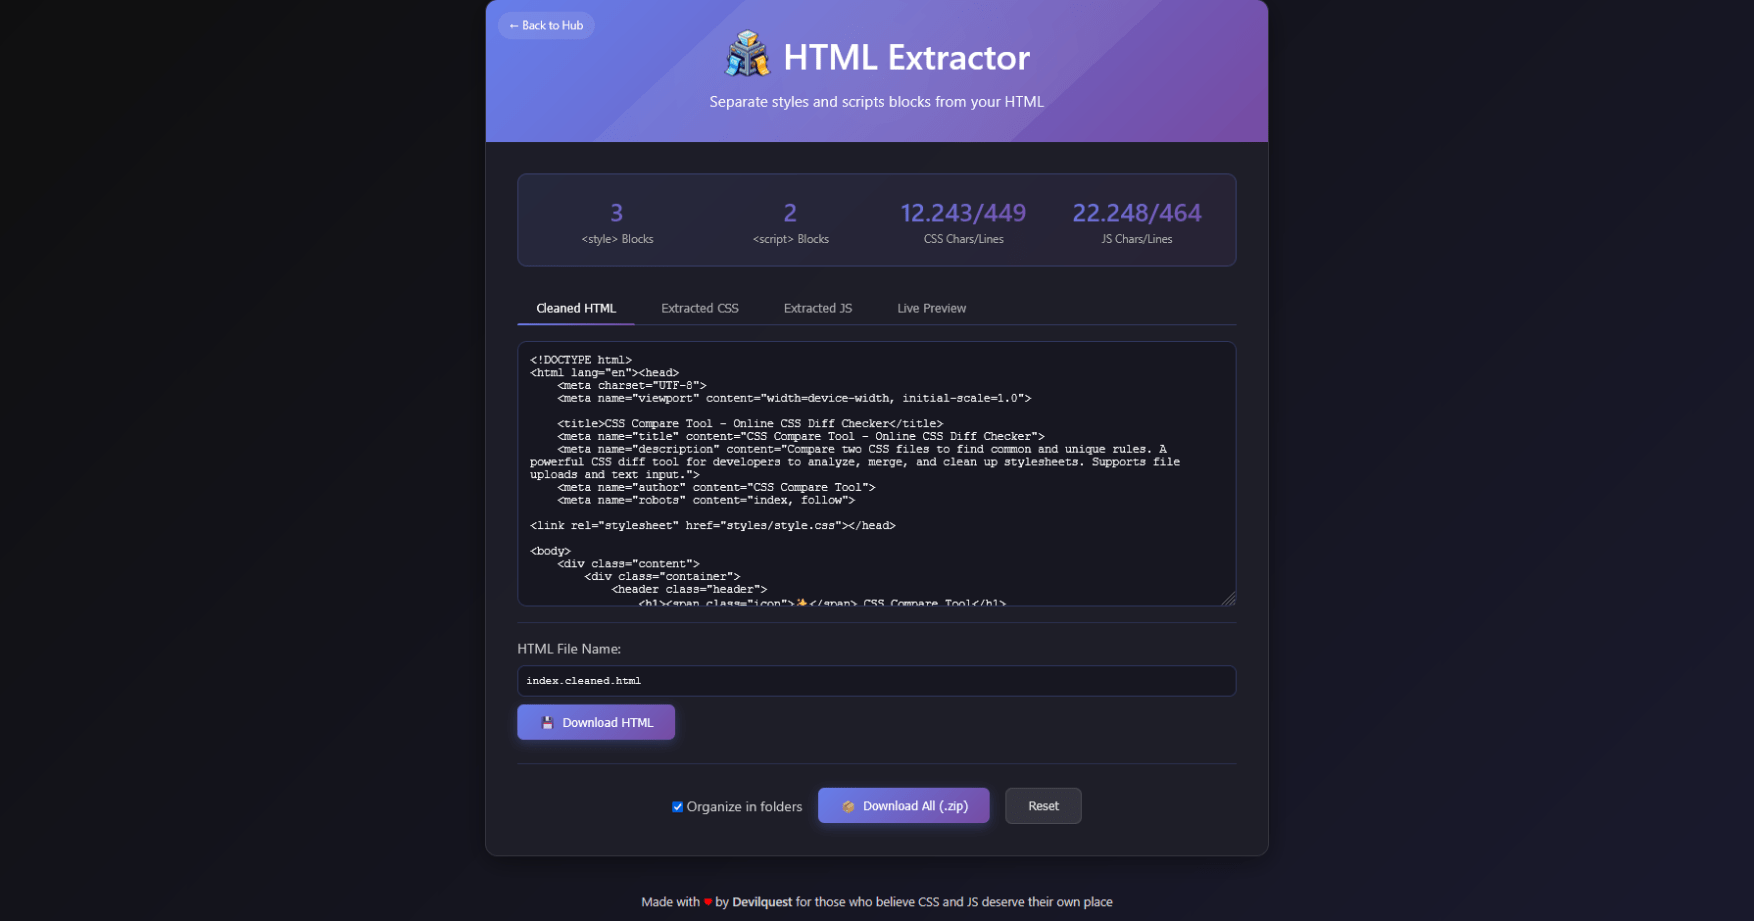 ← Back to Hub
HTML Extractor
Separate styles and scripts blocks from your HTML
3
<style> Blocks
2
<script> Blocks
12.243/449
CSS Chars/Lines
22.248/464
JS Chars/Lines
Cleaned HTML
Extracted CSS
Extracted JS
Live Preview
<!DOCTYPE html>
<html lang="en"><head>
    <meta charset="UTF-8">
    <meta name="viewport" content="width=device-width, initial-scale=1.0">
    <title>CSS Compare Tool - Online CSS Diff Checker</title>
    <meta name="title" content="CSS Compare Tool - Online CSS Diff Checker">
    <meta name="description" content="Compare two CSS files to find common and unique rules. A
powerful CSS diff tool for developers to analyze, merge, and clean up stylesheets. Supports file
uploads and text input.">
    <meta name="author" content="CSS Compare Tool">
    <meta name="robots" content="index, follow">
<link rel="stylesheet" href="styles/style.css"></head>
<body>
    <div class="content">
        <div class="container">
            <header class="header">
                <h1><span class="icon">✨</span> CSS Compare Tool</h1>
HTML File Name:
index.cleaned.html
💾 Download HTML
Organize in folders
📦 Download All (.zip)
Reset
Made with ♥ by Devilquest for those who believe CSS and JS deserve their own place